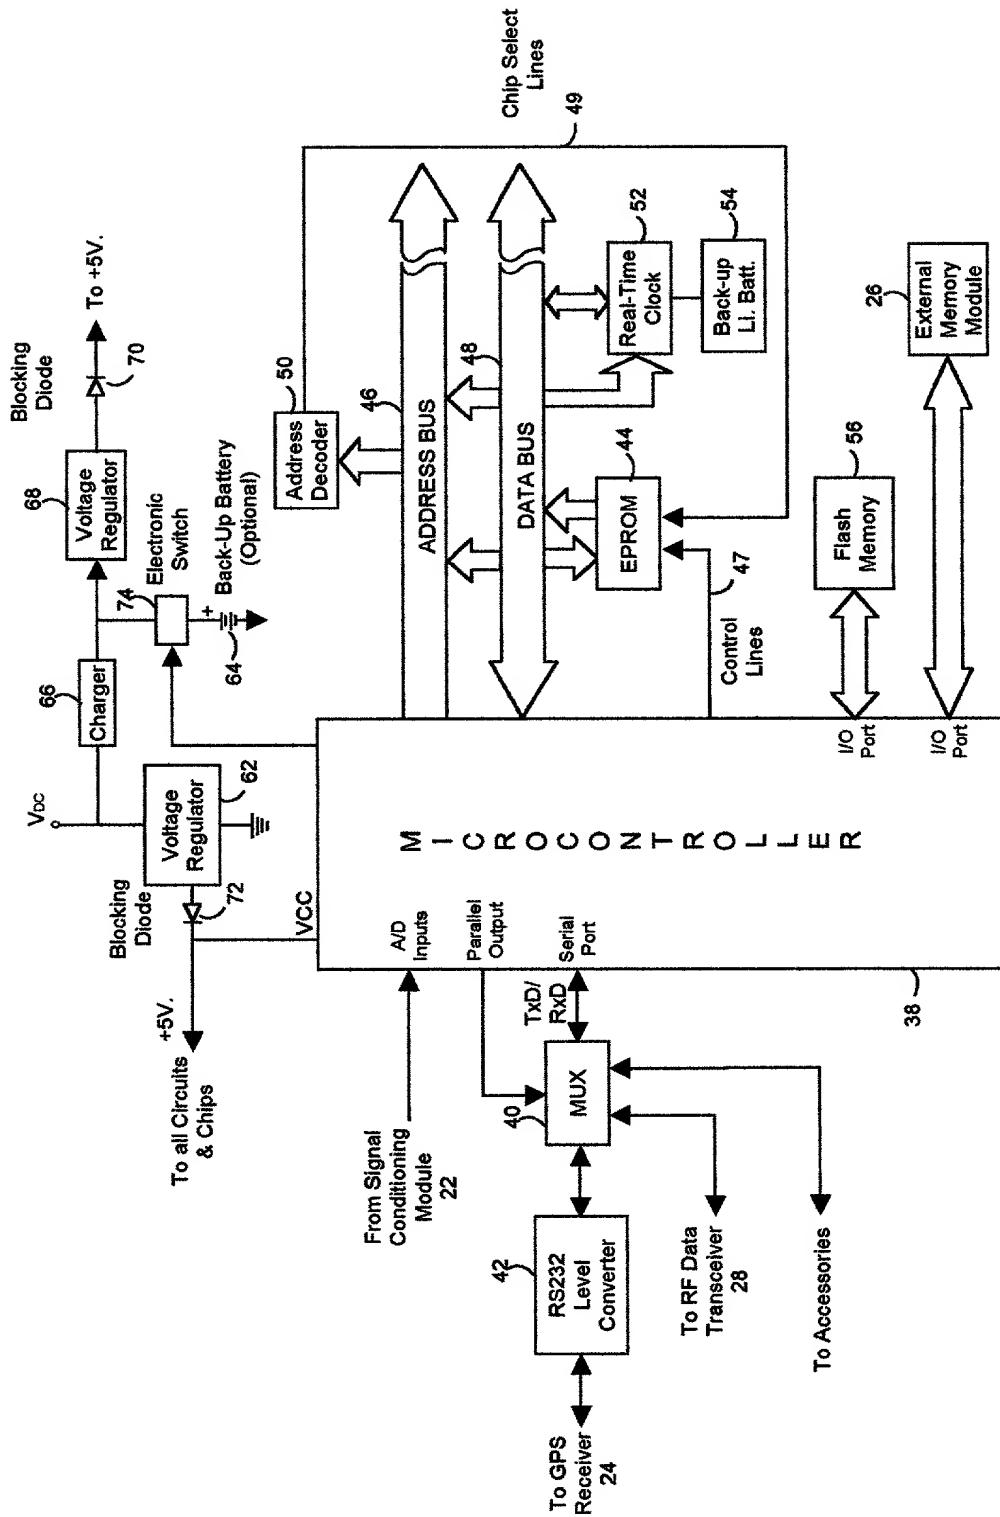 Blocking
Diode
To +5V.
70
68
Voltage
Regulator
Electronic
Switch
74
+
64
Back-Up Battery
(Optional)
66
Charger
VDC
62
Voltage
Regulator
Blocking
Diode
72
+5V.
To all Circuits
& Chips
VCC
50
Address
Decoder
46
ADDRESS BUS
48
DATA BUS
Chip Select
Lines
49
52
Real-Time
Clock
54
Back-up
Li. Batt.
44
EPROM
47
Control
Lines
56
Flash
Memory
26
External
Memory
Module
I/O
Port
I/O
Port
MICROCONTROLLER
38
A/D
Inputs
Parallel
Output
Serial
Port
TxD/
RxD
From Signal
Conditioning
Module
22
40
MUX
42
RS232
Level
Converter
To GPS
Receiver
24
To RF Data
Transceiver
28
To Accessories